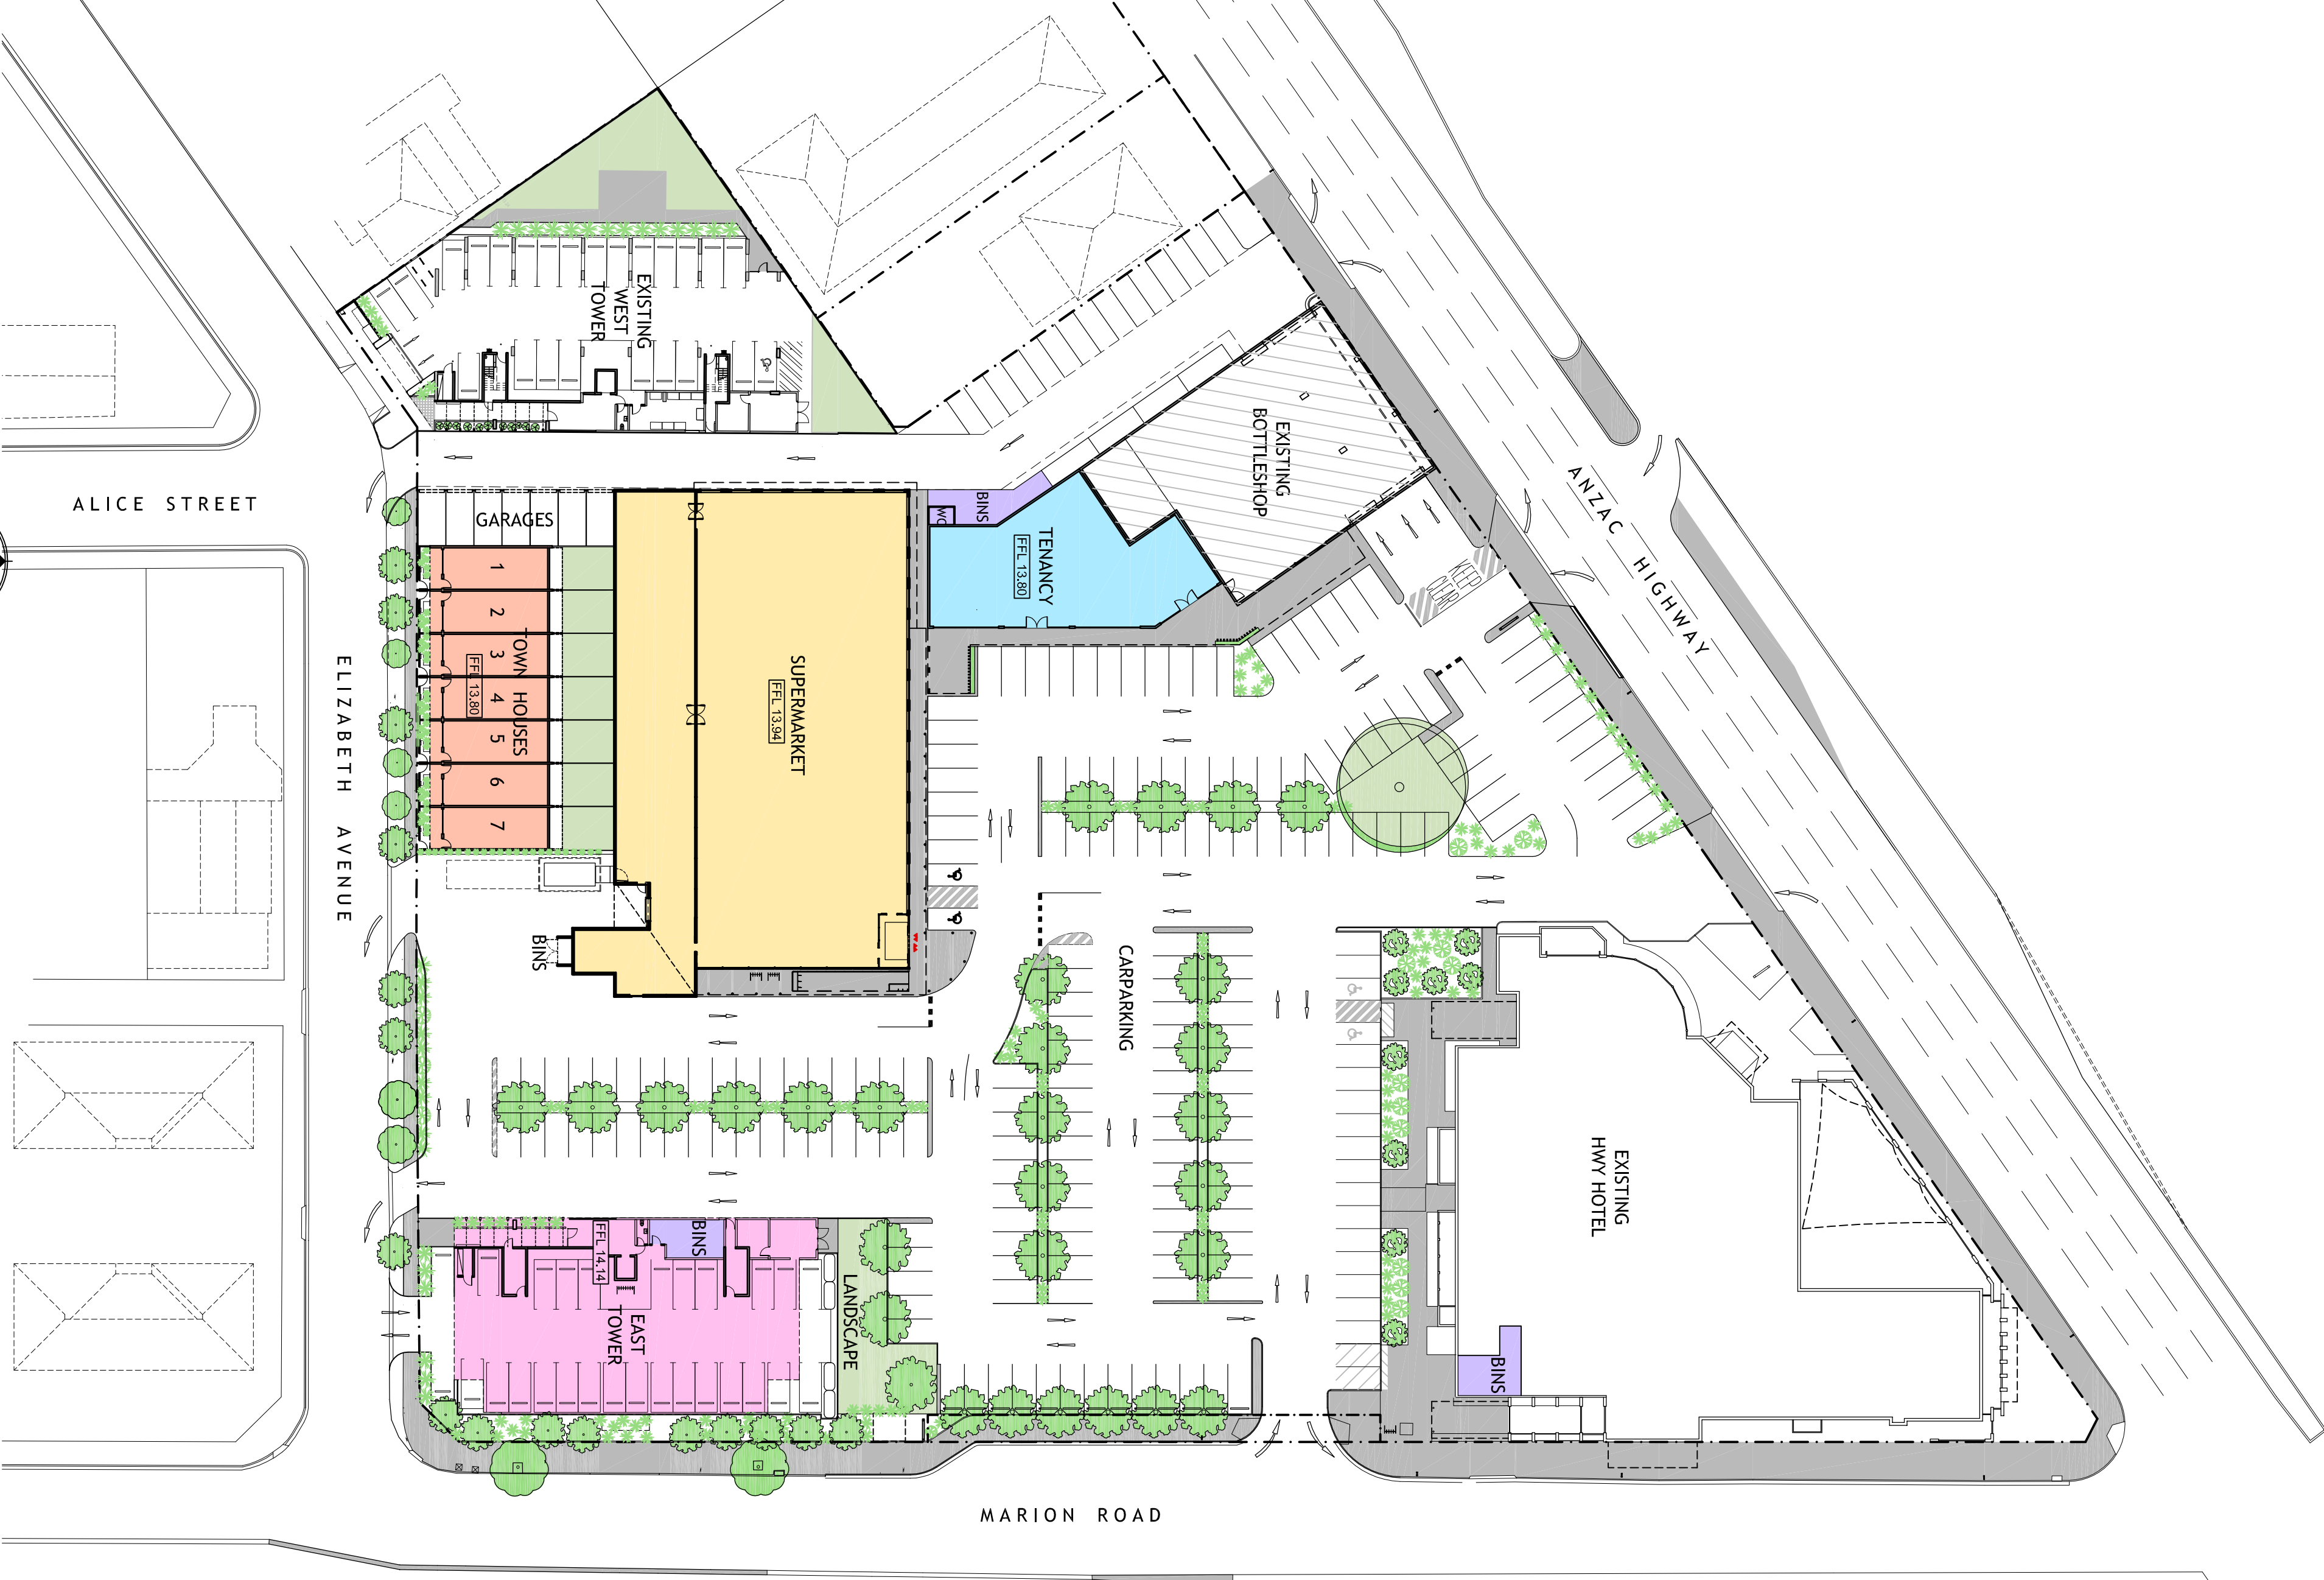 EXISTING
WEST
TOWER
ALICE STREET
GARAGES
BINS
WC
TENANCY
FFL 13.80
EXISTING
BOTTLESHOP
KEEP
CLEAR
ANZAC HIGHWAY
1
2
3
4
5
6
7
TOWN HOUSES
FFL 13.80
ELIZABETH AVENUE
SUPERMARKET
FFL 13.94
BINS
CARPARKING
EXISTING
HWY HOTEL
BINS
FFL 14.14
EAST
TOWER
LANDSCAPE
BINS
MARION ROAD